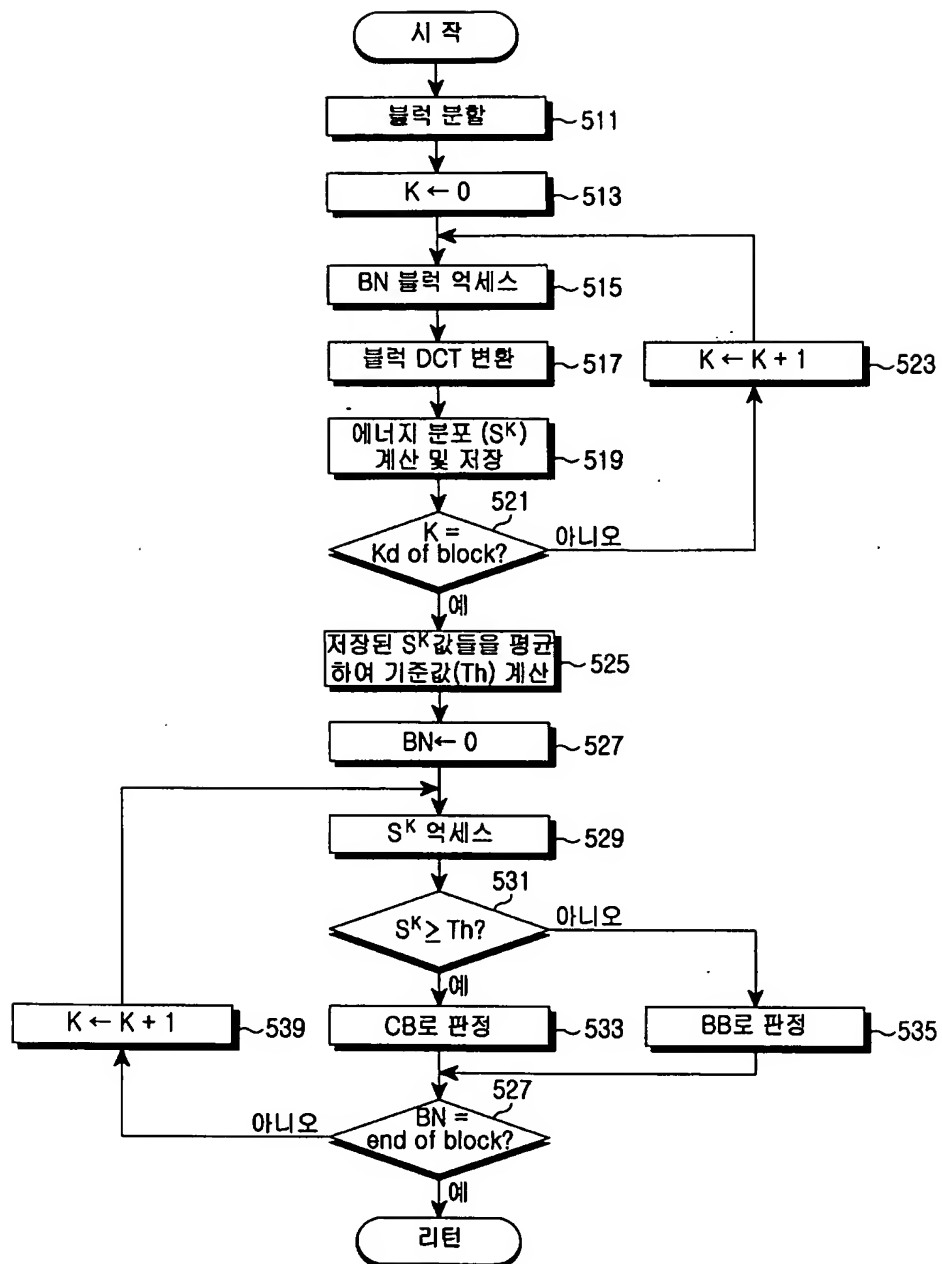 시 작
블럭 분할
511
K ← 0
513
BN 블럭 억세스
515
블럭 DCT 변환
517
K ← K + 1
523
에너지 분포 (S^K)
계산 및 저장
519
521
K =
Kd of block?
아니오
예
저장된 S^K값들을 평균
하여 기준값(Th) 계산
525
BN← 0
527
S^K 억세스
529
531
S^K ≥ Th?
아니오
예
K ← K + 1
539
CB로 판정
533
BB로 판정
535
527
BN =
end of block?
아니오
예
리턴